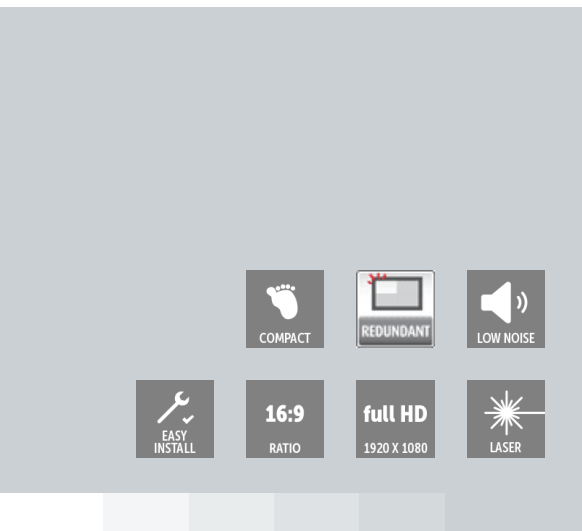 COMPACT
REDUNDANT
LOW NOISE
EASY
INSTALL
16:9
RATIO
full HD
1920 X 1080
LASER